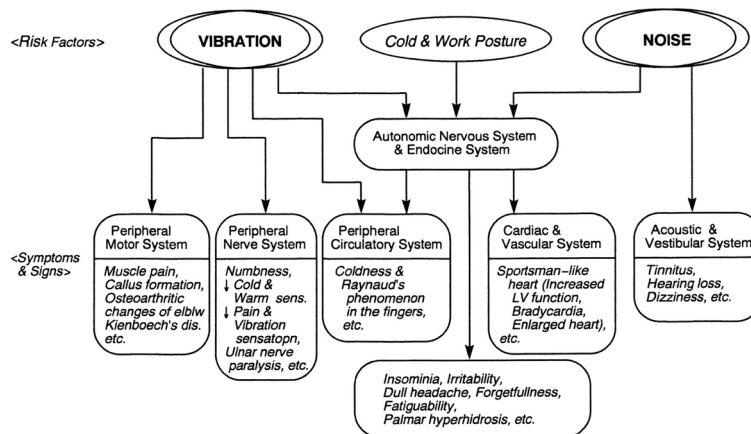 <Risk Factors>
VIBRATION
Cold & Work Posture
NOISE
Autonomic Nervous System
& Endocrine System
<Symptoms
& Signs>
Peripheral
Motor System
Muscle pain,
Callus formation,
Osteoarthritic
changes of elblw
Kienboech's dis.
etc.
Peripheral
Nerve System
Numbness,
↓ Cold &
Warm sens.
↓ Pain &
Vibration
sensatopn,
Ulnar nerve
paralysis, etc.
Peripheral
Circulatory System
Coldness &
Raynaud's
phenomenon
in the fingers,
etc.
Cardiac &
Vascular System
Sportsman-like
heart (Increased
LV function,
Bradycardia,
Enlarged heart),
etc.
Acoustic &
Vestibular System
Tinnitus,
Hearing loss,
Dizziness, etc.
Insominia, Irritability,
Dull headache, Forgetfullness,
Fatiguability,
Palmar hyperhidrosis, etc.